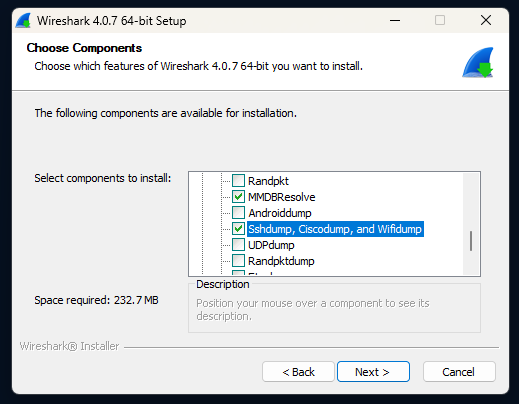 Wireshark 4.0.7 64-bit Setup
Choose Components
Choose which features of Wireshark 4.0.7 64-bit you want to install.
The following components are available for installation.
Select components to install:
Randpkt
MMDBResolve
Androiddump
Sshdump, Ciscodump, and Wifidump
UDPdump
Randpktdump
Space required: 232.7 MB
Description
Position your mouse over a component to see its
description.
Wireshark® Installer
< Back
Next >
Cancel